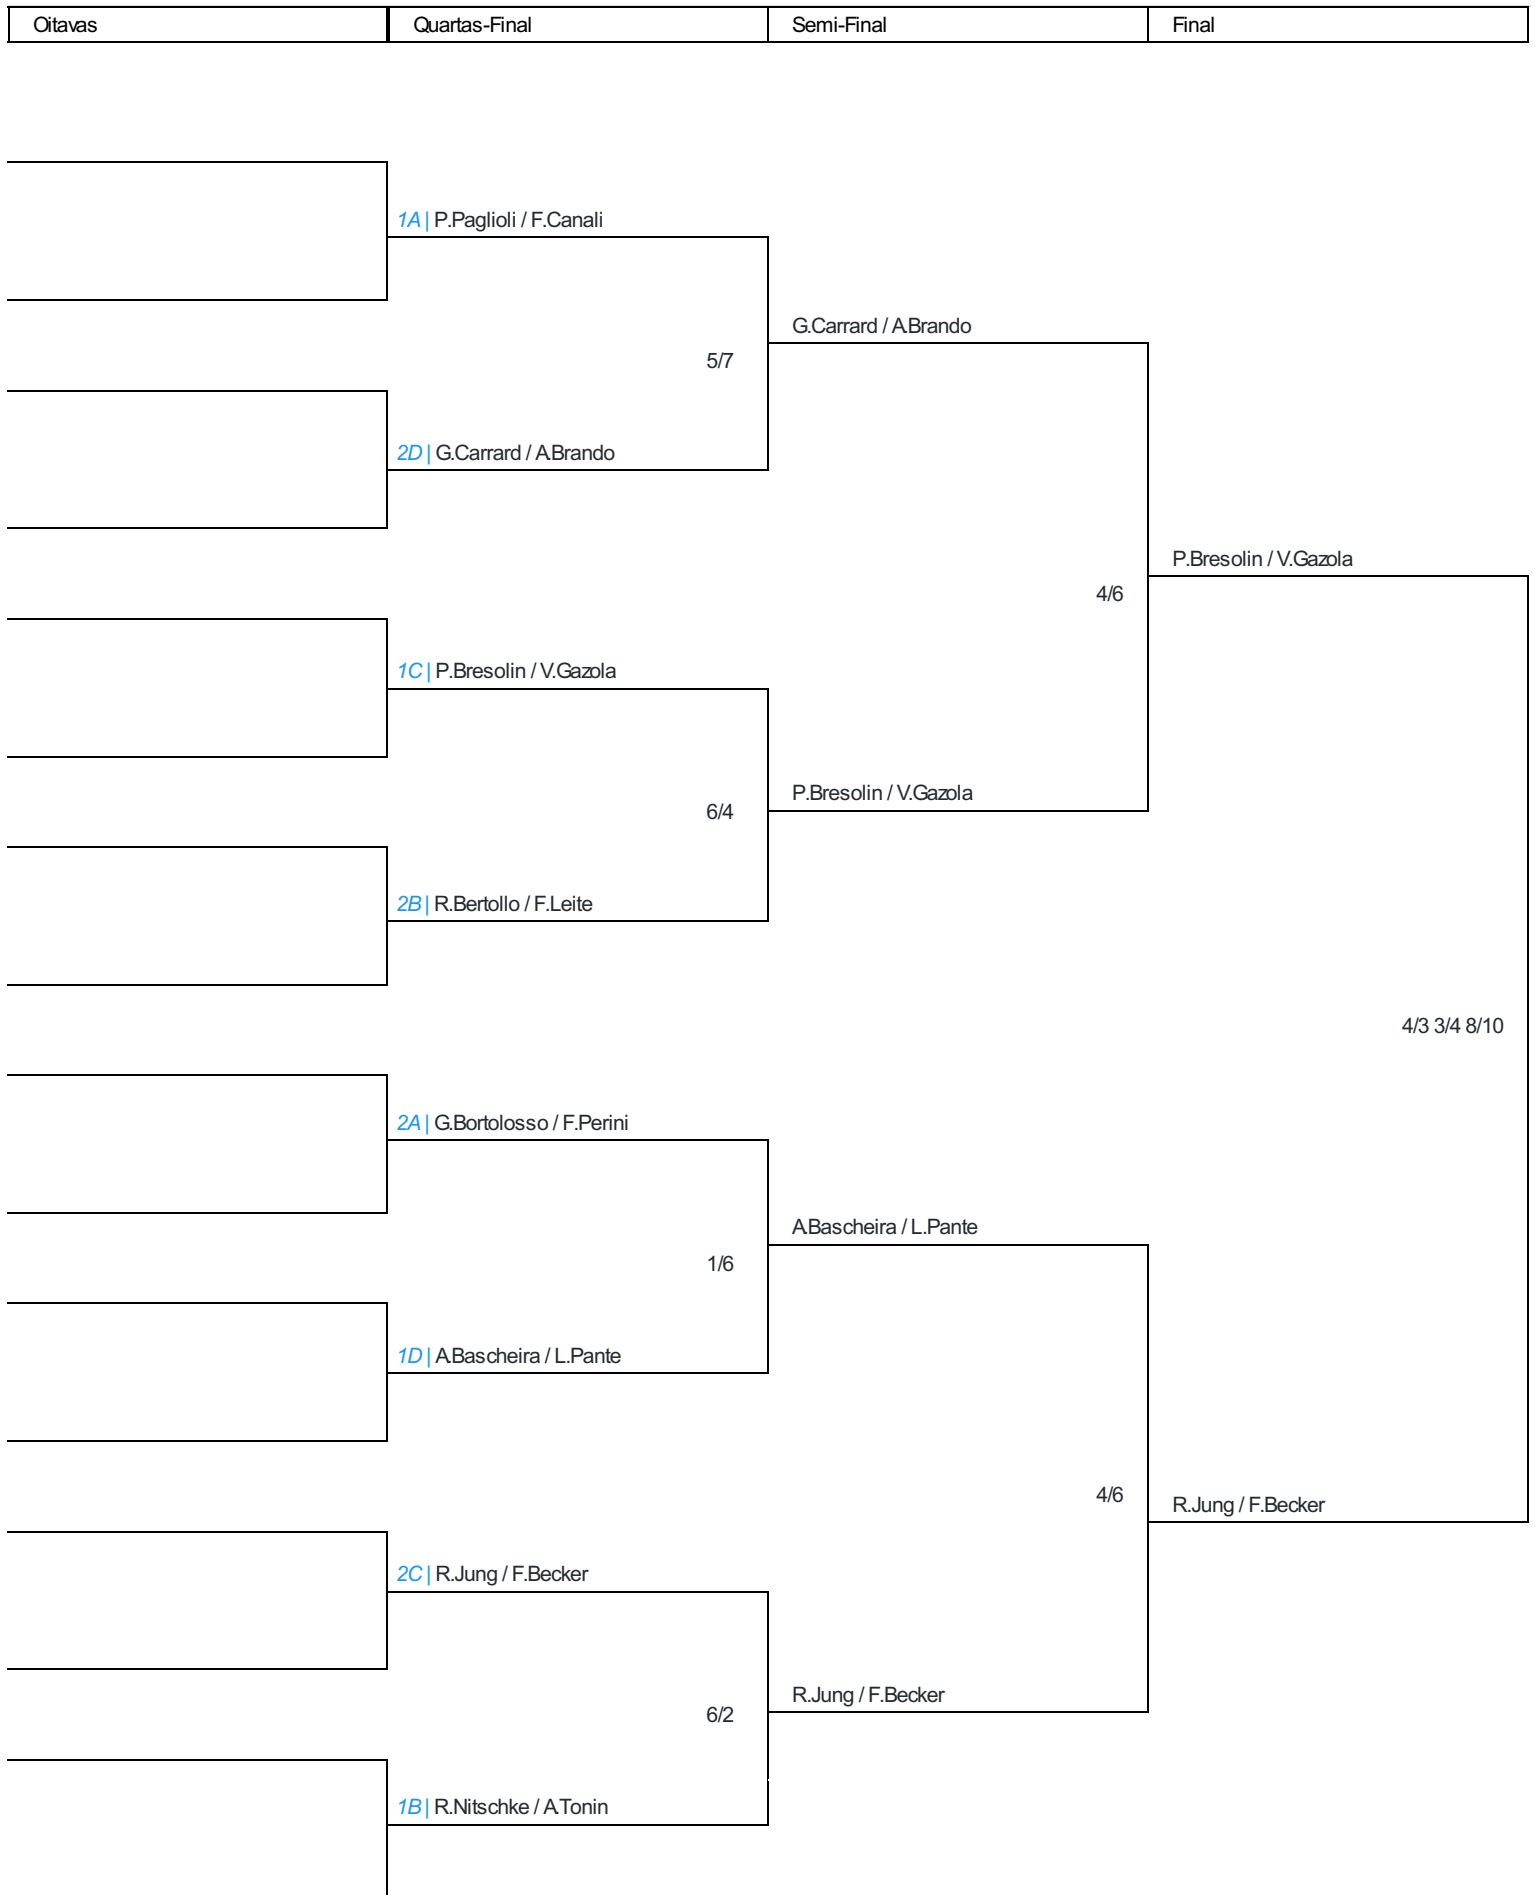 Oitavas Quartas-Final Semi-Final Final
1A | P.Paglioli / F.Canali
G.Carrard / A.Brando
5/7
2D | G.Carrard / A.Brando
P.Bresolin / V.Gazola
4/6
1C | P.Bresolin / V.Gazola
P.Bresolin / V.Gazola
6/4
2B | R.Bertollo / F.Leite
4/3 3/4 8/10
2A | G.Bortolosso / F.Perini
A.Bascheira / L.Pante
1/6
1D | A.Bascheira / L.Pante
4/6
R.Jung / F.Becker
2C | R.Jung / F.Becker
R.Jung / F.Becker
6/2
1B | R.Nitschke / A.Tonin